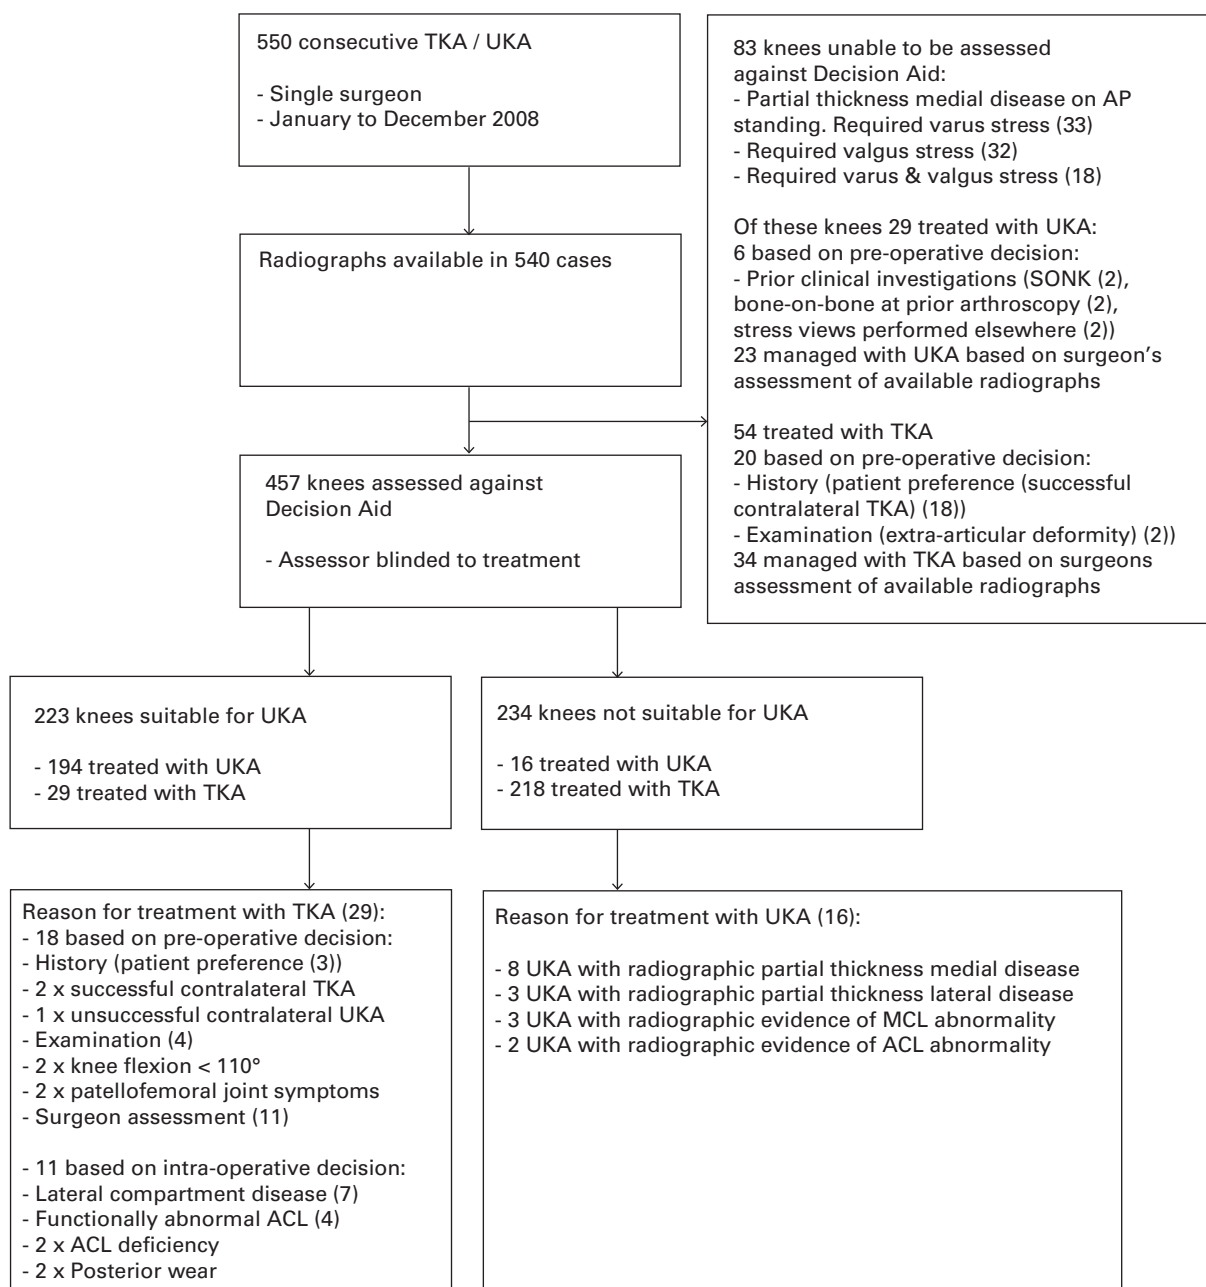 550 consecutive TKA / UKA
- Single surgeon
- January to December 2008
83 knees unable to be assessed
against Decision Aid:
- Partial thickness medial disease on AP
standing. Required varus stress (33)
- Required valgus stress (32)
- Required varus & valgus stress (18)
Of these knees 29 treated with UKA:
6 based on pre-operative decision:
- Prior clinical investigations (SONK (2),
bone-on-bone at prior arthroscopy (2),
stress views performed elsewhere (2))
23 managed with UKA based on surgeon's
assessment of available radiographs
54 treated with TKA
20 based on pre-operative decision:
- History (patient preference (successful
contralateral TKA) (18))
- Examination (extra-articular deformity) (2))
34 managed with TKA based on surgeons
assessment of available radiographs
Radiographs available in 540 cases
457 knees assessed against
Decision Aid
- Assessor blinded to treatment
223 knees suitable for UKA
- 194 treated with UKA
- 29 treated with TKA
234 knees not suitable for UKA
- 16 treated with UKA
- 218 treated with TKA
Reason for treatment with TKA (29):
- 18 based on pre-operative decision:
- History (patient preference (3))
- 2 x successful contralateral TKA
- 1 x unsuccessful contralateral UKA
- Examination (4)
- 2 x knee flexion < 110°
- 2 x patellofemoral joint symptoms
- Surgeon assessment (11)
- 11 based on intra-operative decision:
- Lateral compartment disease (7)
- Functionally abnormal ACL (4)
- 2 x ACL deficiency
- 2 x Posterior wear
Reason for treatment with UKA (16):
- 8 UKA with radiographic partial thickness medial disease
- 3 UKA with radiographic partial thickness lateral disease
- 3 UKA with radiographic evidence of MCL abnormality
- 2 UKA with radiographic evidence of ACL abnormality